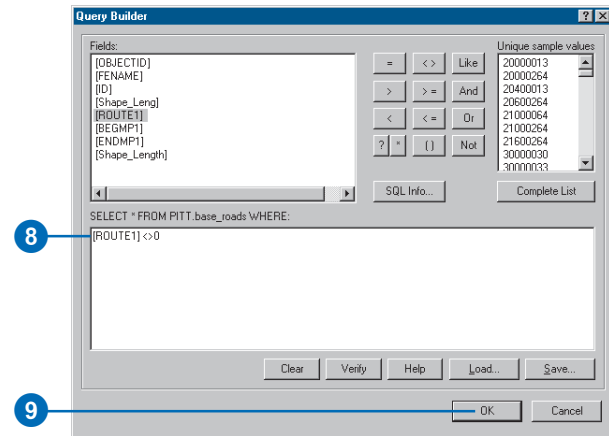 Query Builder
? X
Fields:
[OBJECTID]
[FENAME]
[ID]
[Shape_Leng]
[ROUTE1]
[BEGMP1]
[ENDMP1]
[Shape_Length]
= <> Like
> >= And
< <= Or
? * () Not
SQL Info...
Unique sample values
20000013
20000264
20400013
20600264
21000064
21000264
21600264
30000030
30000033
Complete List
SELECT * FROM PITT.base_roads WHERE:
8
[ROUTE1] <>0
Clear Verify Help Load... Save...
9
OK Cancel